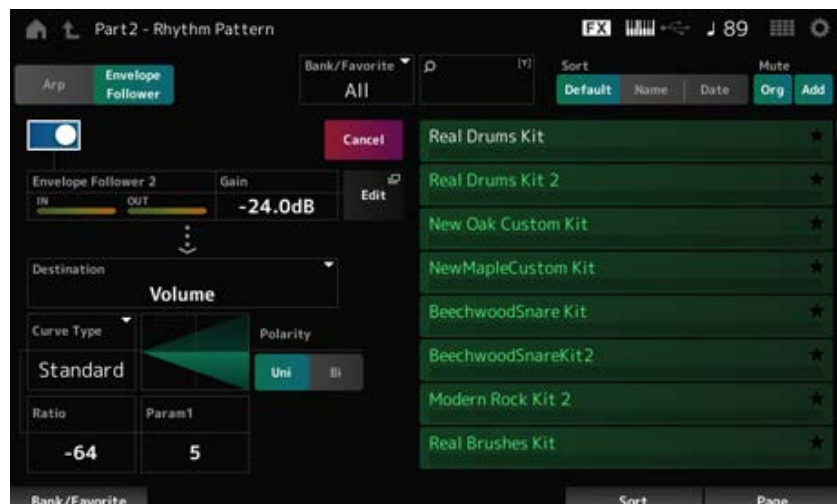 Part2 - Rhythm Pattern FX ♩ 89
Arp
Envelope Follower
Bank/Favorite
All
[Y]
Sort
Default Name Date
Mute
Org Add
Cancel
Envelope Follower 2
IN OUT
Gain
-24.0dB
Edit
Destination
Volume
Curve Type
Standard
Polarity
Uni Bi
Ratio
-64
Param1
5
Real Drums Kit
Real Drums Kit 2
New Oak Custom Kit
NewMapleCustom Kit
BeechwoodSnare Kit
BeechwoodSnareKit2
Modern Rock Kit 2
Real Brushes Kit
Bank/Favorite Sort Page